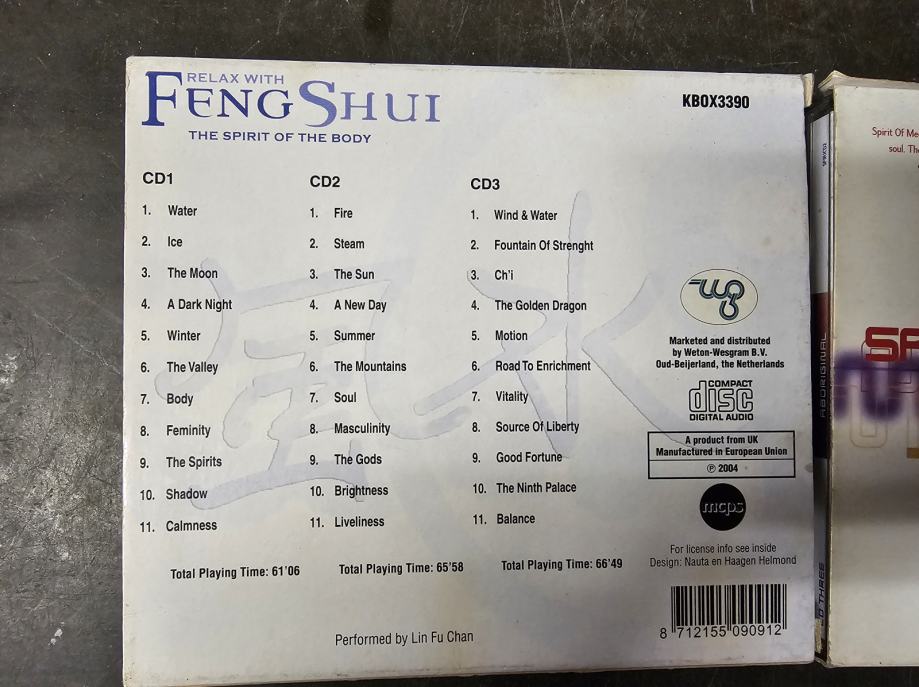 RELAX WITH
FENG SHUI
THE SPIRIT OF THE BODY
KBOX3390
CD1
1. Water
2. Ice
3. The Moon
4. A Dark Night
5. Winter
6. The Valley
7. Body
8. Feminity
9. The Spirits
10. Shadow
11. Calmness
Total Playing Time: 61'06
CD2
1. Fire
2. Steam
3. The Sun
4. A New Day
5. Summer
6. The Mountains
7. Soul
8. Masculinity
9. The Gods
10. Brightness
11. Liveliness
Total Playing Time: 65'58
CD3
1. Wind & Water
2. Fountain Of Strenght
3. Ch'i
4. The Golden Dragon
5. Motion
6. Road To Enrichment
7. Vitality
8. Source Of Liberty
9. Good Fortune
10. The Ninth Palace
11. Balance
Total Playing Time: 66'49
Performed by Lin Fu Chan
Marketed and distributed
by Weton-Wesgram B.V.
Oud-Beijerland, the Netherlands
COMPACT
disc
DIGITAL AUDIO
A product from UK
Manufactured in European Union
℗ 2004
mcps
For license info see inside
Design: Nauta en Haagen Helmond
8 712155 090912
ABORIGINAL
Spirit Of Me
soul. Th